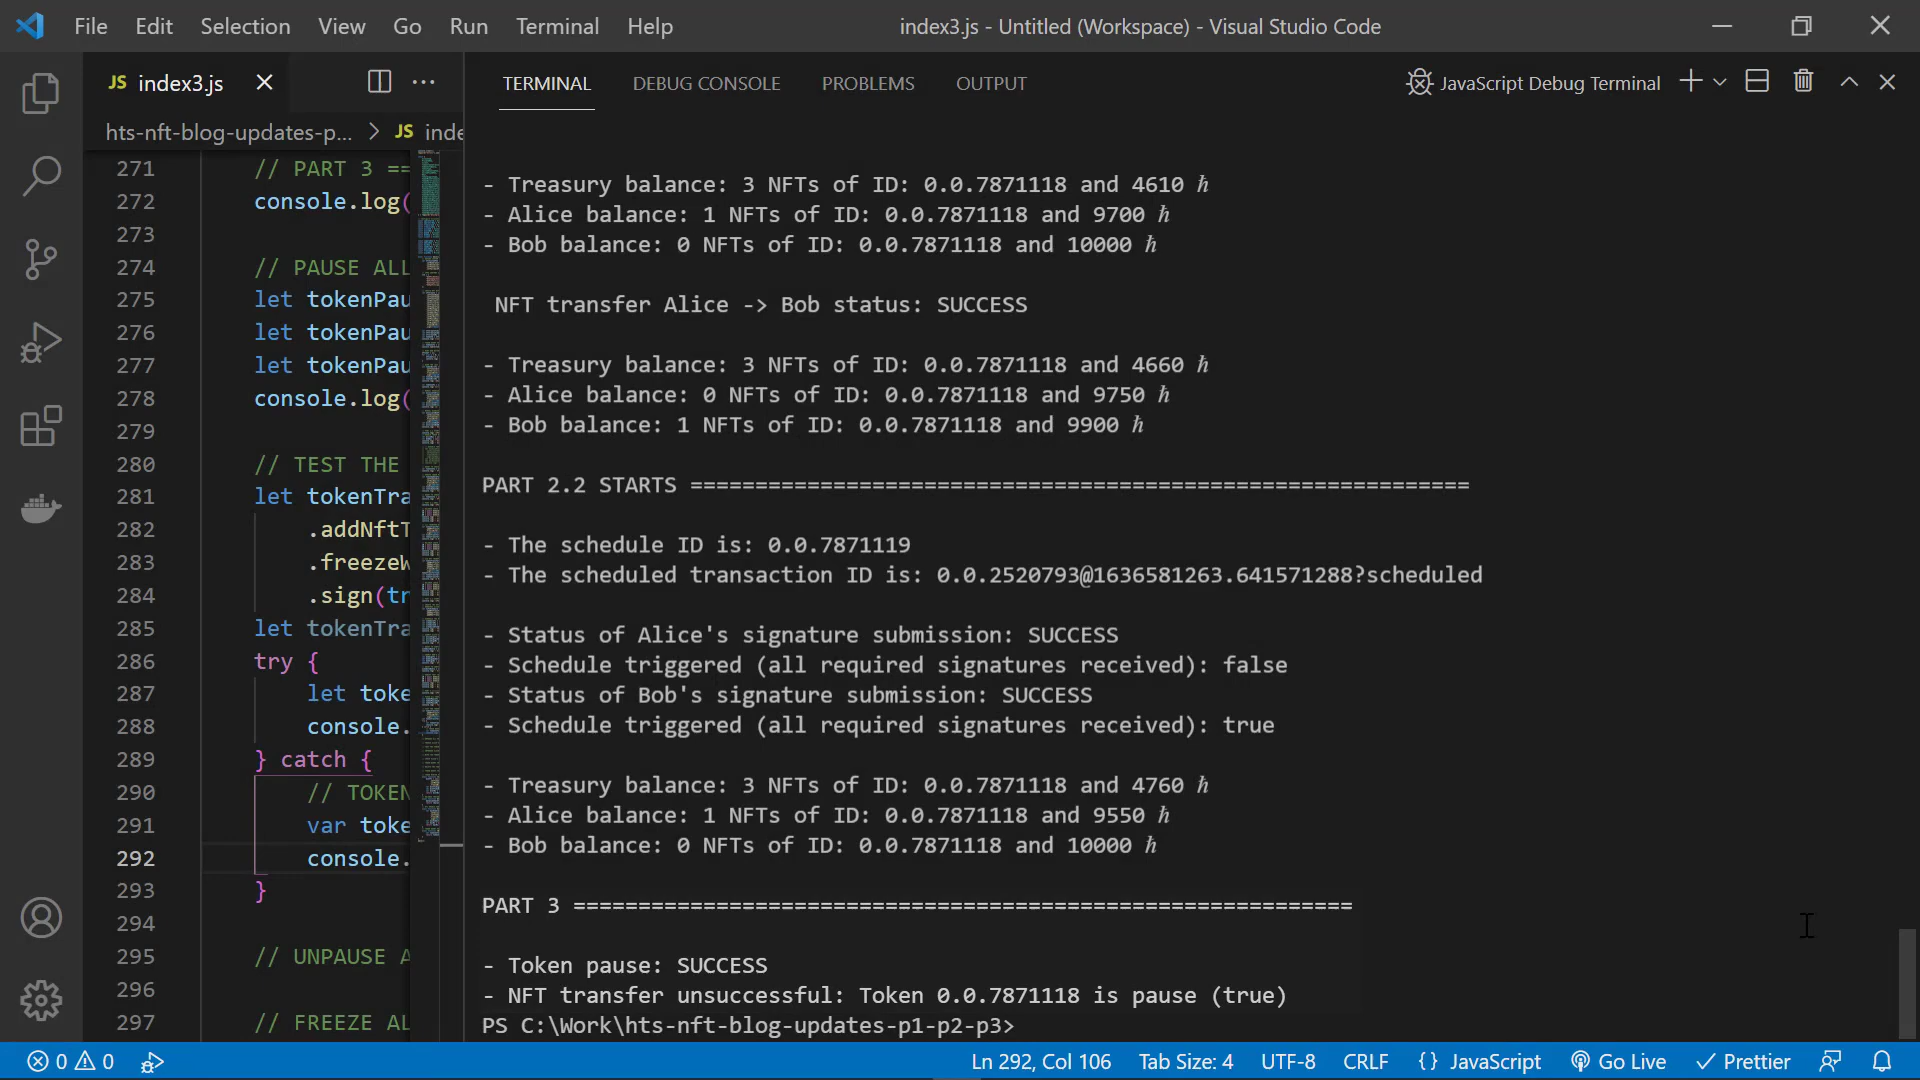 File Edit Selection View Go Run Terminal Help index3.js - Untitled (Workspace) - Visual Studio Code
JS index3.js
hts-nft-blog-updates-p... > JS inde
271 // PART 3 ==
272 console.log(
273
274 // PAUSE ALL
275 let tokenPau
276 let tokenPau
277 let tokenPau
278 console.log(
279
280 // TEST THE
281 let tokenTra
282 .addNftT
283 .freezeW
284 .sign(tr
285 let tokenTra
286 try {
287 let toke
288 console.
289 } catch {
290 // TOKEN
291 var toke
292 console.
293 }
294
295 // UNPAUSE A
296
297 // FREEZE AL
TERMINAL DEBUG CONSOLE PROBLEMS OUTPUT JavaScript Debug Terminal
- Treasury balance: 3 NFTs of ID: 0.0.7871118 and 4610 ℏ
- Alice balance: 1 NFTs of ID: 0.0.7871118 and 9700 ℏ
- Bob balance: 0 NFTs of ID: 0.0.7871118 and 10000 ℏ
NFT transfer Alice -> Bob status: SUCCESS
- Treasury balance: 3 NFTs of ID: 0.0.7871118 and 4660 ℏ
- Alice balance: 0 NFTs of ID: 0.0.7871118 and 9750 ℏ
- Bob balance: 1 NFTs of ID: 0.0.7871118 and 9900 ℏ
PART 2.2 STARTS ============================================================
- The schedule ID is: 0.0.7871119
- The scheduled transaction ID is: 0.0.2520793@1636581263.641571288?scheduled
- Status of Alice's signature submission: SUCCESS
- Schedule triggered (all required signatures received): false
- Status of Bob's signature submission: SUCCESS
- Schedule triggered (all required signatures received): true
- Treasury balance: 3 NFTs of ID: 0.0.7871118 and 4760 ℏ
- Alice balance: 1 NFTs of ID: 0.0.7871118 and 9550 ℏ
- Bob balance: 0 NFTs of ID: 0.0.7871118 and 10000 ℏ
PART 3 ============================================================
- Token pause: SUCCESS
- NFT transfer unsuccessful: Token 0.0.7871118 is pause (true)
PS C:\Work\hts-nft-blog-updates-p1-p2-p3>
0 0 Ln 292, Col 106 Tab Size: 4 UTF-8 CRLF {} JavaScript Go Live Prettier